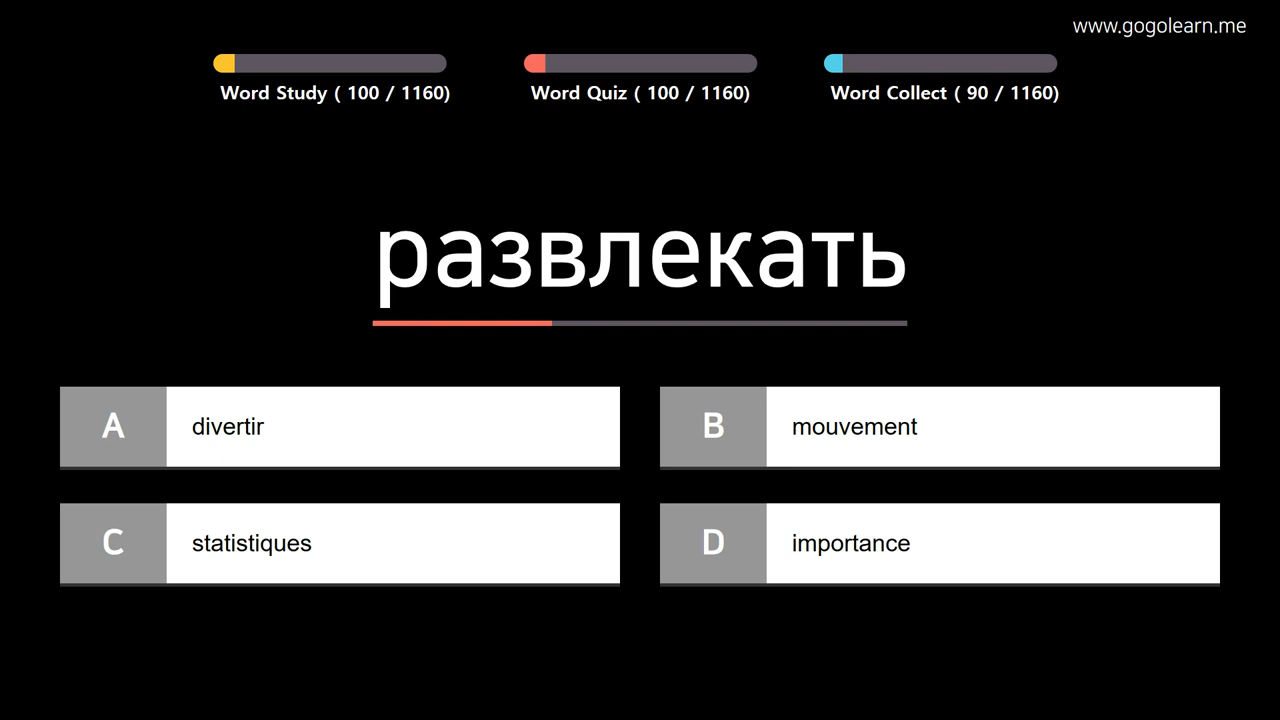 www.gogolearn.me
Word Study ( 100 / 1160)
Word Quiz ( 100 / 1160)
Word Collect ( 90 / 1160)
развлекать
A divertir
B mouvement
C statistiques
D importance